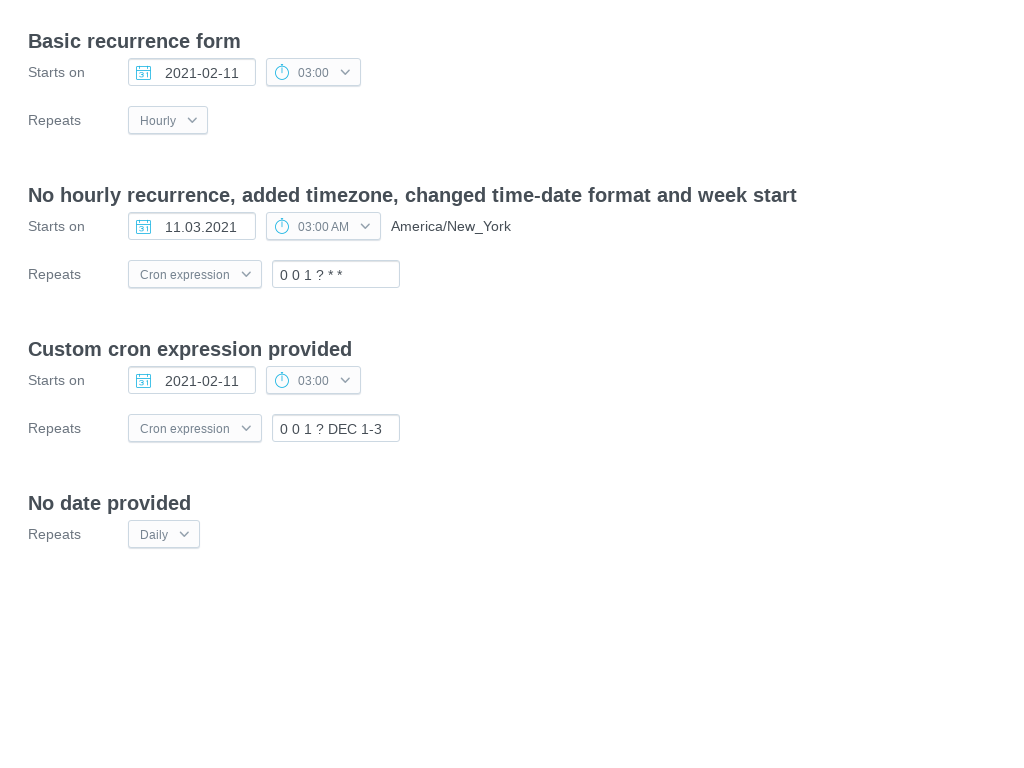 Basic recurrence form
Starts on 2021-02-11 03:00
Repeats Hourly
No hourly recurrence, added timezone, changed time-date format and week start
Starts on 11.03.2021 03:00 AM America/New_York
Repeats Cron expression 0 0 1 ? * *
Custom cron expression provided
Starts on 2021-02-11 03:00
Repeats Cron expression 0 0 1 ? DEC 1-3
No date provided
Repeats Daily